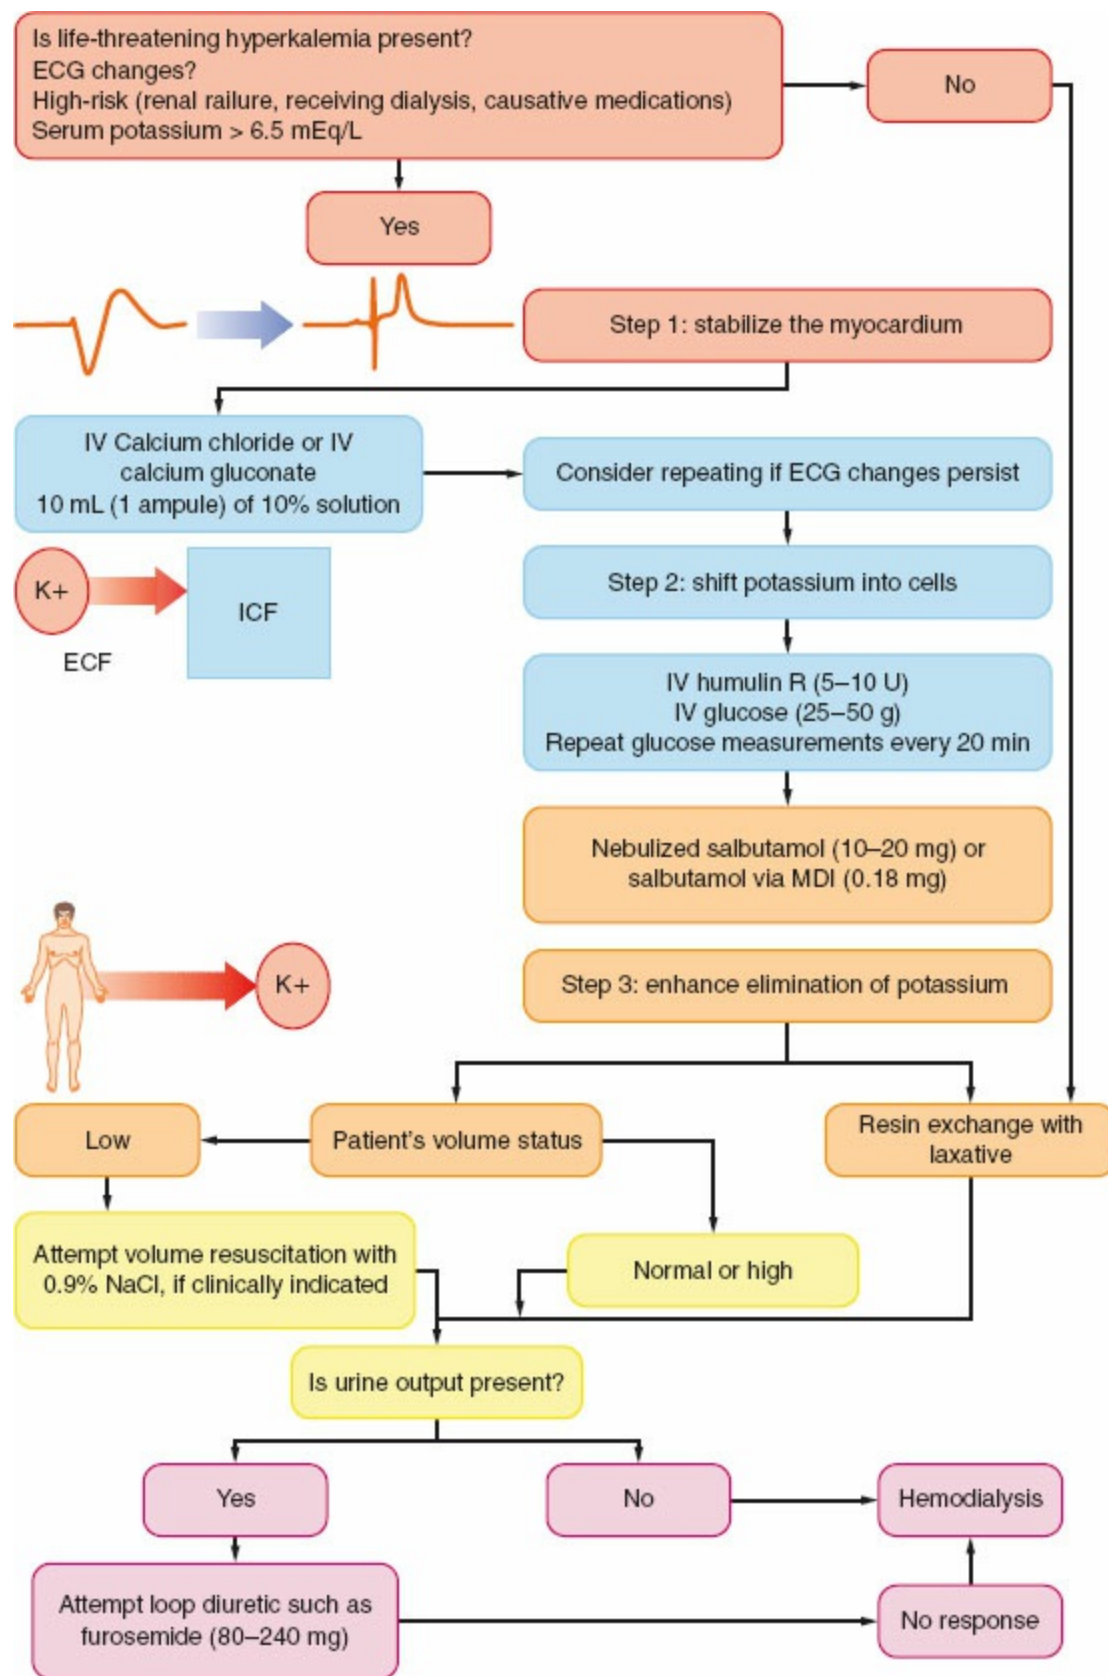 Is life-threatening hyperkalemia present?
ECG changes?
High-risk (renal railure, receiving dialysis, causative medications)
Serum potassium > 6.5 mEq/L
No
Yes
Step 1: stabilize the myocardium
IV Calcium chloride or IV
calcium gluconate
10 mL (1 ampule) of 10% solution
Consider repeating if ECG changes persist
K+
ICF
ECF
Step 2: shift potassium into cells
IV humulin R (5–10 U)
IV glucose (25–50 g)
Repeat glucose measurements every 20 min
Nebulized salbutamol (10–20 mg) or
salbutamol via MDI (0.18 mg)
K+
Step 3: enhance elimination of potassium
Low
Patient's volume status
Resin exchange with
laxative
Attempt volume resuscitation with
0.9% NaCl, if clinically indicated
Normal or high
Is urine output present?
Yes
No
Hemodialysis
Attempt loop diuretic such as
furosemide (80–240 mg)
No response